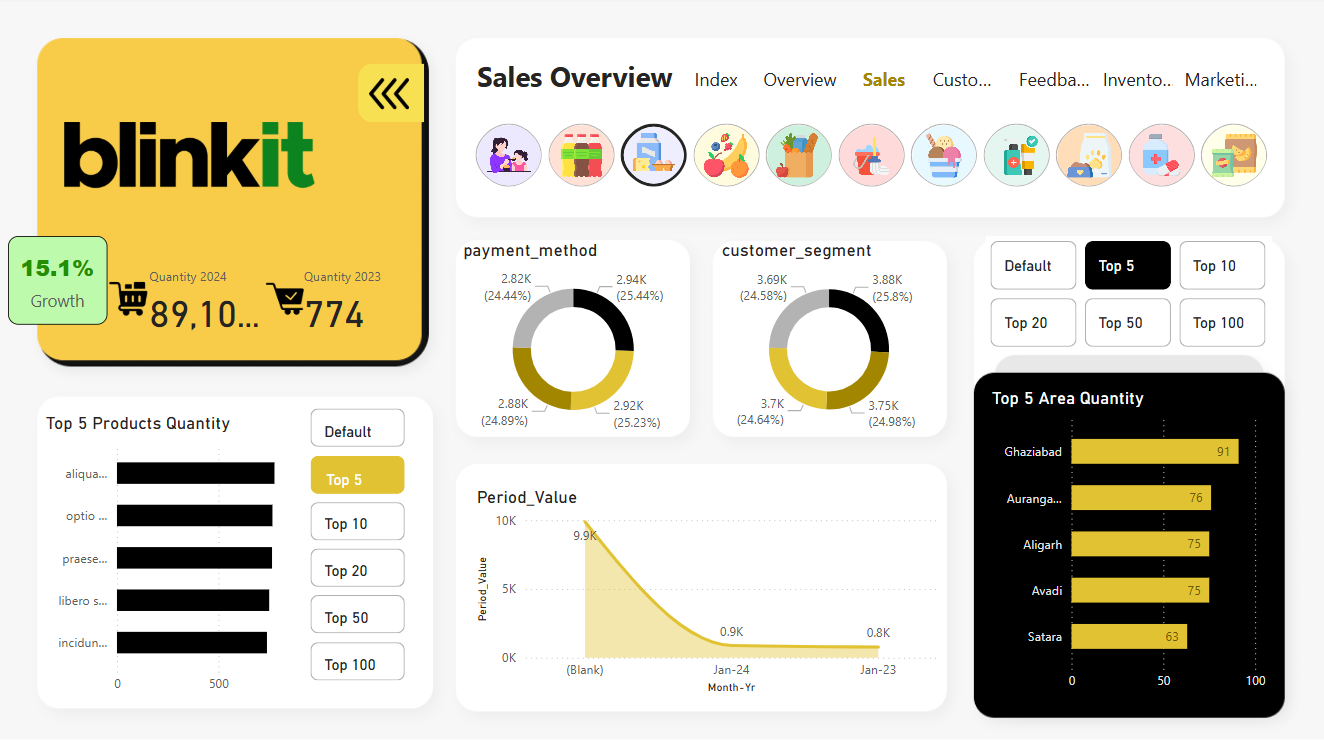 blinkit
15.1%
Growth
Quantity 2024
89,10...
Quantity 2023
774
Sales Overview
Index
Overview
Sales
Custo...
Feedba...
Invento...
Marketi...
payment_method
2.82K
(24.44%)
2.94K
(25.44%)
2.88K
(24.89%)
2.92K
(25.23%)
customer_segment
3.69K
(24.58%)
3.88K
(25.8%)
3.7K
(24.64%)
3.75K
(24.98%)
Default
Top 5
Top 10
Top 20
Top 50
Top 100
Top 5 Products Quantity
aliqua...
optio ...
praese...
libero s...
incidun...
0
500
Default
Top 5
Top 10
Top 20
Top 50
Top 100
Period_Value
Period_Value
10K
5K
0K
9.9K
0.9K
0.8K
(Blank)
Jan-24
Jan-23
Month-Yr
Top 5 Area Quantity
Ghaziabad
91
Auranga...
76
Aligarh
75
Avadi
75
Satara
63
0
50
100